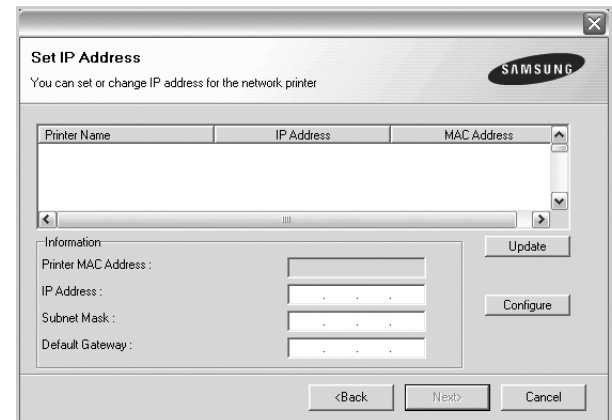 Set IP Address
You can set or change IP address for the network printer
SAMSUNG
Printer Name IP Address MAC Address
Information
Update
Printer MAC Address :
IP Address : . . .
Configure
Subnet Mask : . . .
Default Gateway : . . .
<Back Next> Cancel